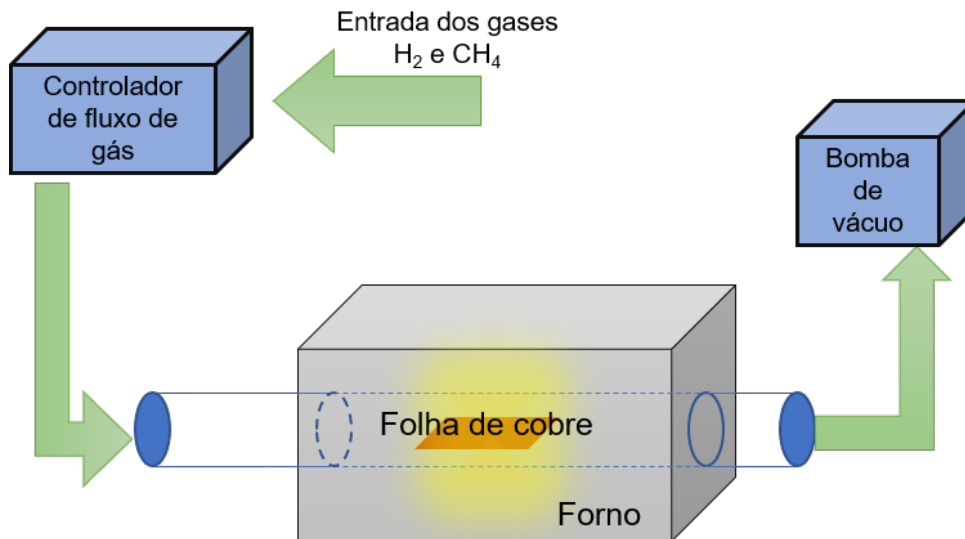 Entrada dos gases
H₂ e CH₄
Controlador
de fluxo de
gás
Bomba
de
vácuo
Folha de cobre
Forno